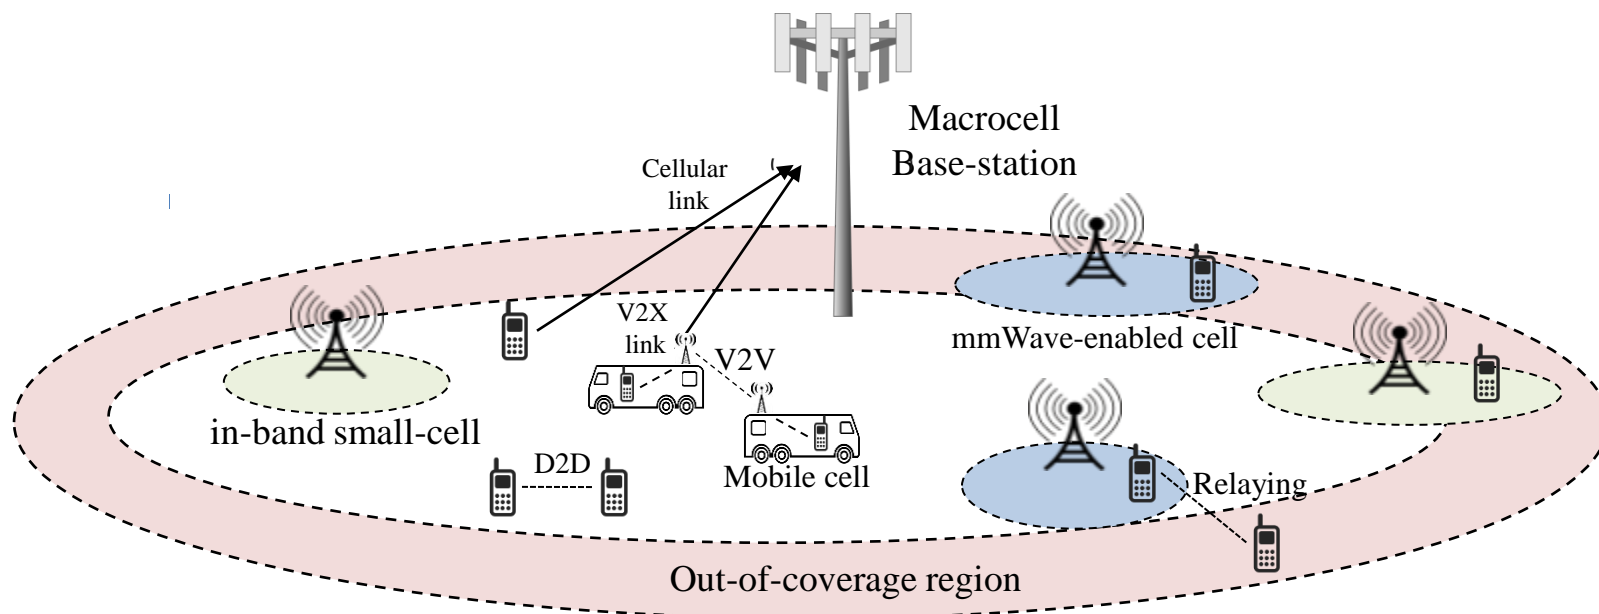 Macrocell
Base-station
Cellular
link
V2X
link
V2V
mmWave-enabled cell
in-band small-cell
D2D
Mobile cell
Relaying
Out-of-coverage region